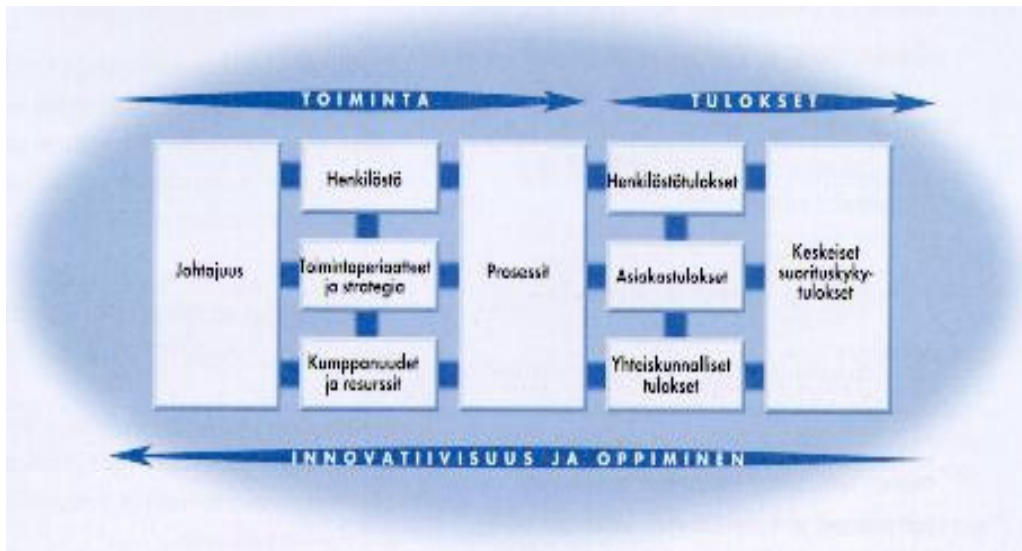 TOIMINTA
TULOKSET
Johtajuus
Henkilöstö
Toimintaperiaatteet
ja strategia
Kumppanuudet
ja resurssit
Prosessit
Henkilöstötulokset
Asiakastulokset
Yhteiskunnalliset
tulokset
Keskeiset
suorituskyky-
tulokset
INNOVATIIVISUUS JA OPPIMINEN